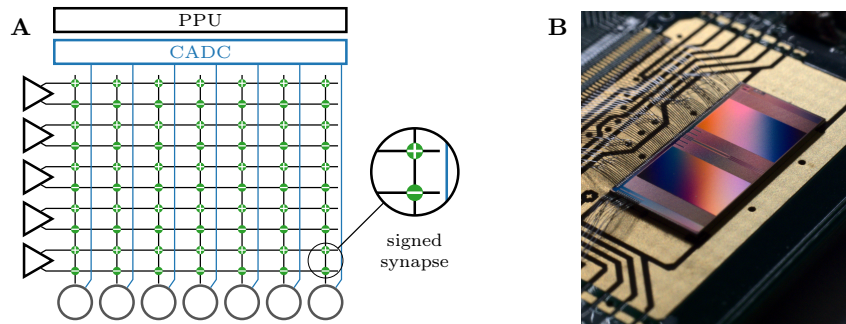 A
PPU
CADC
signed
synapse
B